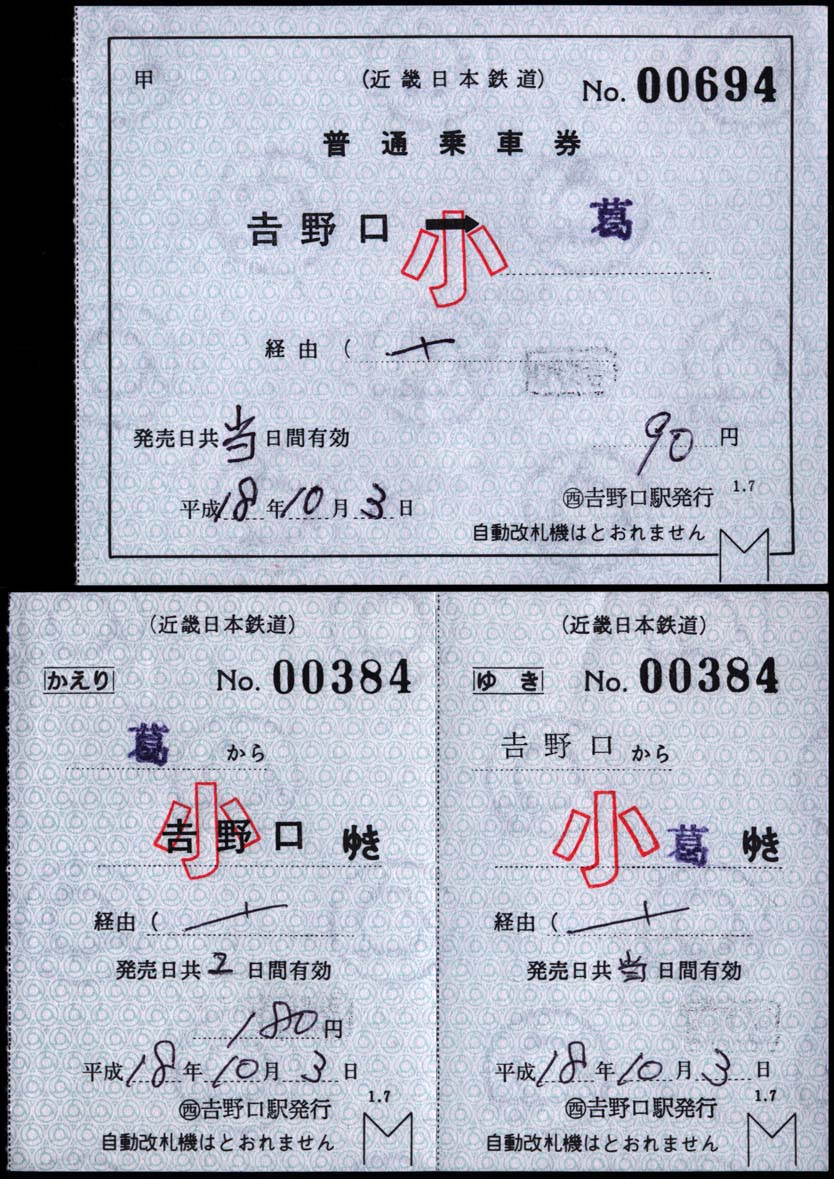 甲
(近畿日本鉄道)
No. 00694
普通乗車券
𠮷野口 → 葛
小
経由 (
発売日共当日間有効
90円
平成18年10月3日
㊄𠮷野口駅発行 1.7
自動改札機はとおれません
(近畿日本鉄道)
かえり No. 00384
葛 から
小
𠮷野口 ゆき
経由 (
発売日共2日間有効
180円
平成18年10月3日
㊄𠮷野口駅発行 1.7
自動改札機はとおれません
(近畿日本鉄道)
ゆき No. 00384
𠮷野口 から
小
葛 ゆき
経由 (
発売日共当日間有効
平成18年10月3日
㊄𠮷野口駅発行 1.7
自動改札機はとおれません